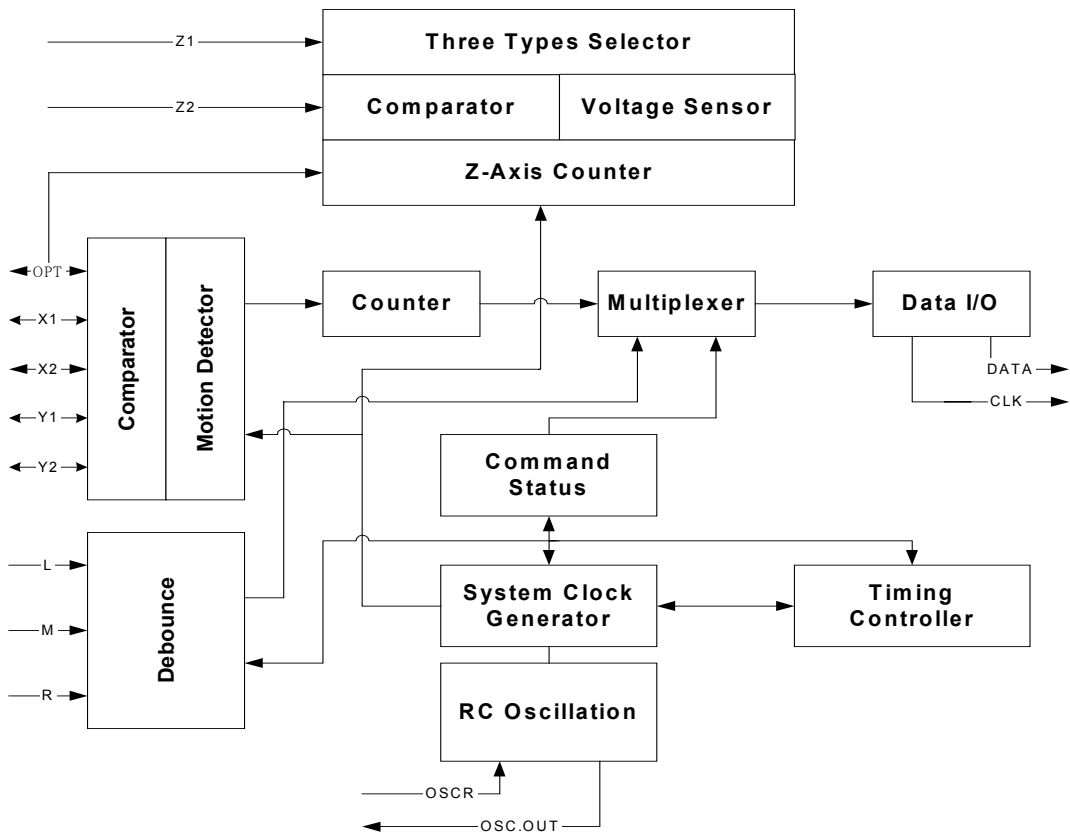 Z1
Three Types Selector
Z2
Comparator
Voltage Sensor
Z-Axis Counter
OPT
X1
X2
Y1
Y2
Comparator
Motion Detector
Counter
Multiplexer
Data I/O
DATA
CLK
Command
Status
L
M
R
Debounce
System Clock
Generator
Timing
Controller
RC Oscillation
OSCR
OSC.OUT